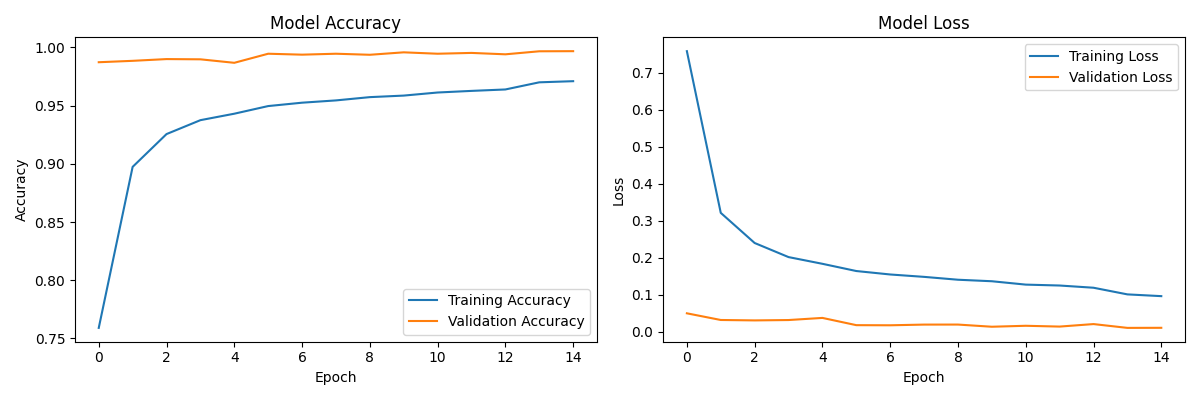 Model Accuracy
1.00
0.95
0.90
0.85
0.80
0.75
Accuracy
Training Accuracy
Validation Accuracy
0 2 4 6 8 10 12 14
Epoch
Model Loss
Training Loss
Validation Loss
0.7
0.6
0.5
0.4
0.3
0.2
0.1
0.0
Loss
0 2 4 6 8 10 12 14
Epoch